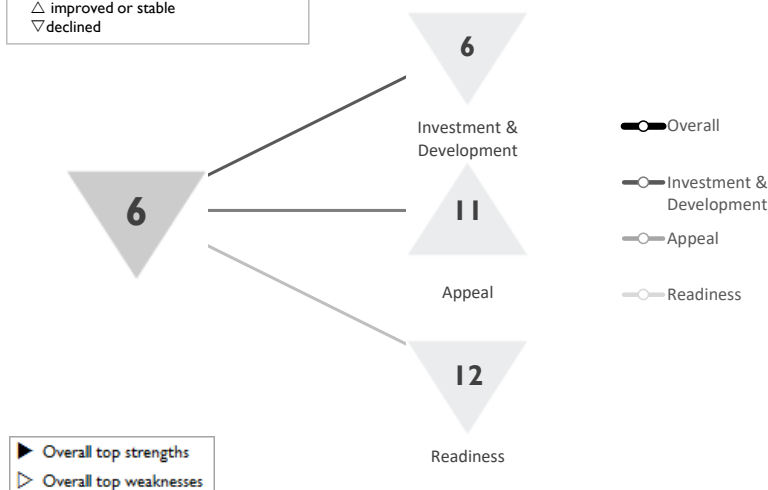 △ improved or stable
▽ declined
6
Investment &
Development
6
11
Appeal
12
Readiness
Overall
Investment &
Development
Appeal
Readiness
▶ Overall top strengths
▷ Overall top weaknesses